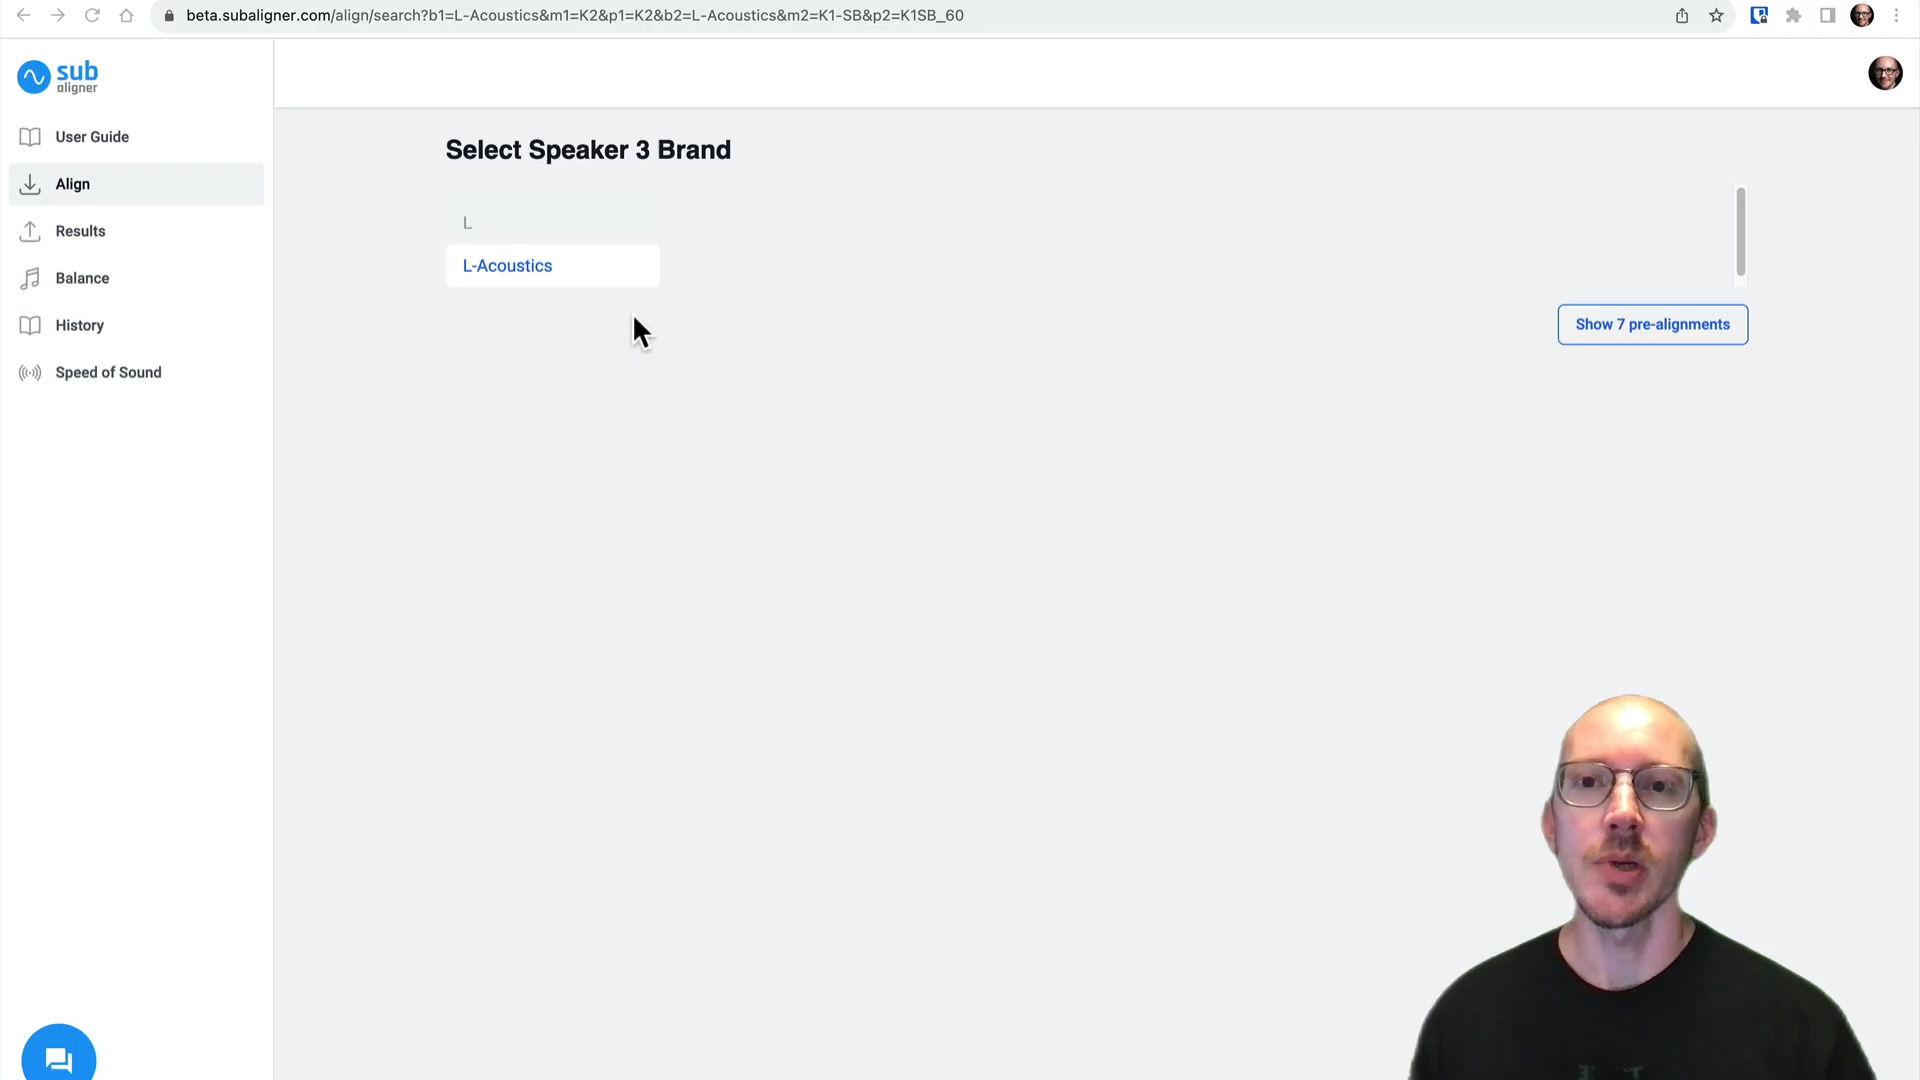 beta.subaligner.com/align/search?b1=L-Acoustics&m1=K2&p1=K2&b2=L-Acoustics&m2=K1-SB&p2=K1SB_60
sub
aligner
User Guide
Align
Results
Balance
History
Speed of Sound
Select Speaker 3 Brand
L
L-Acoustics
Show 7 pre-alignments